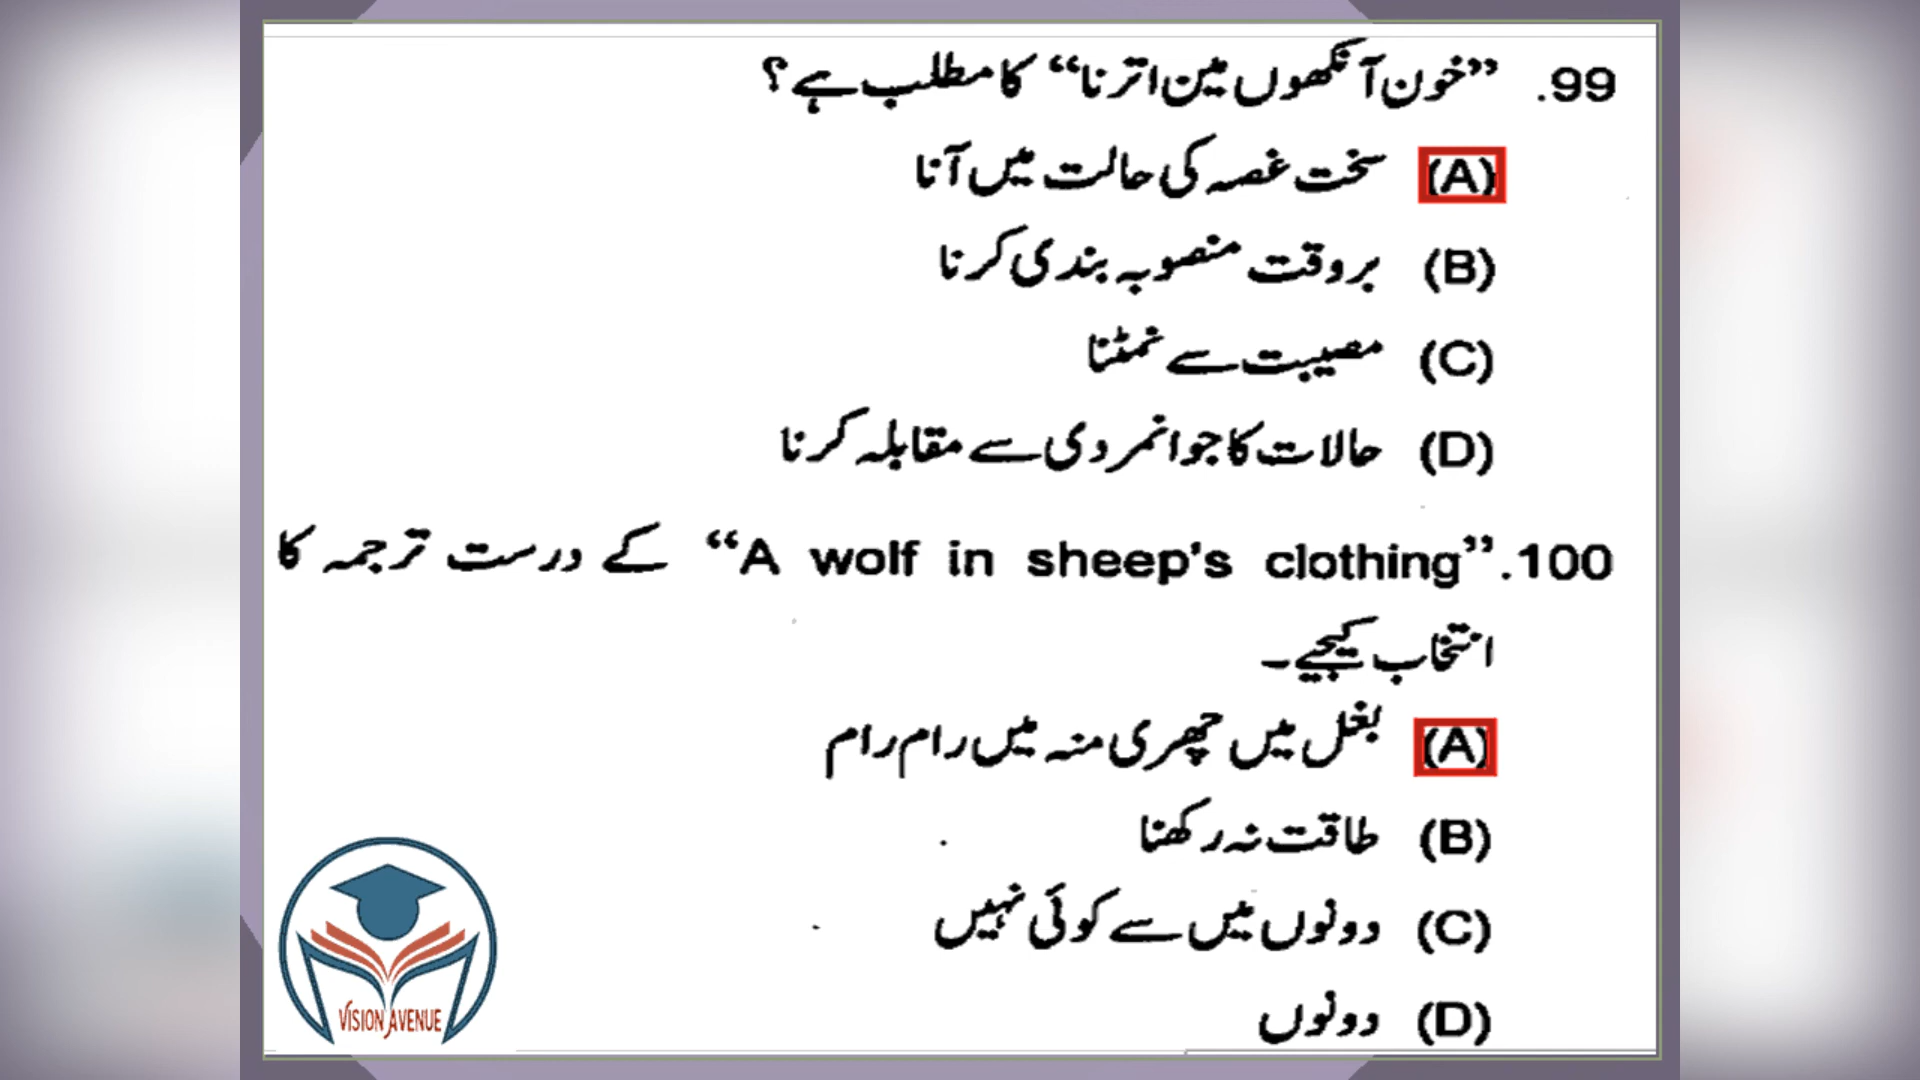 99. ”خون آنکھوں مین اترنا“ کا مطلب ہے؟
(A) سخت غصہ کی حالت میں آنا
(B) بروقت منصوبہ بندی کرنا
(C) مصیبت سے نمٹنا
(D) حالات کا جوانمردی سے مقابلہ کرنا
100. “A wolf in sheep's clothing” کے درست ترجمہ کا
انتخاب کیجیے۔
(A) بغل میں چھری منہ میں رام رام
(B) طاقت نہ رکھنا
(C) دونوں میں سے کوئی نہیں
(D) دونوں
VISION AVENUE